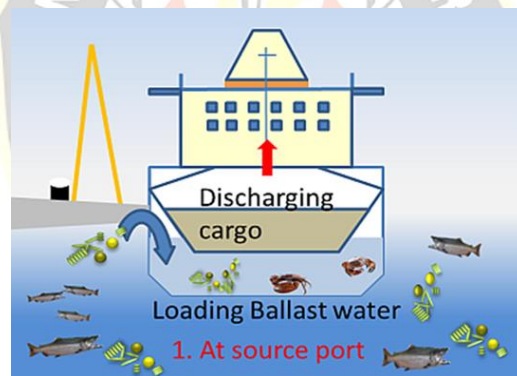 Discharging
cargo
Loading Ballast water
1. At source port